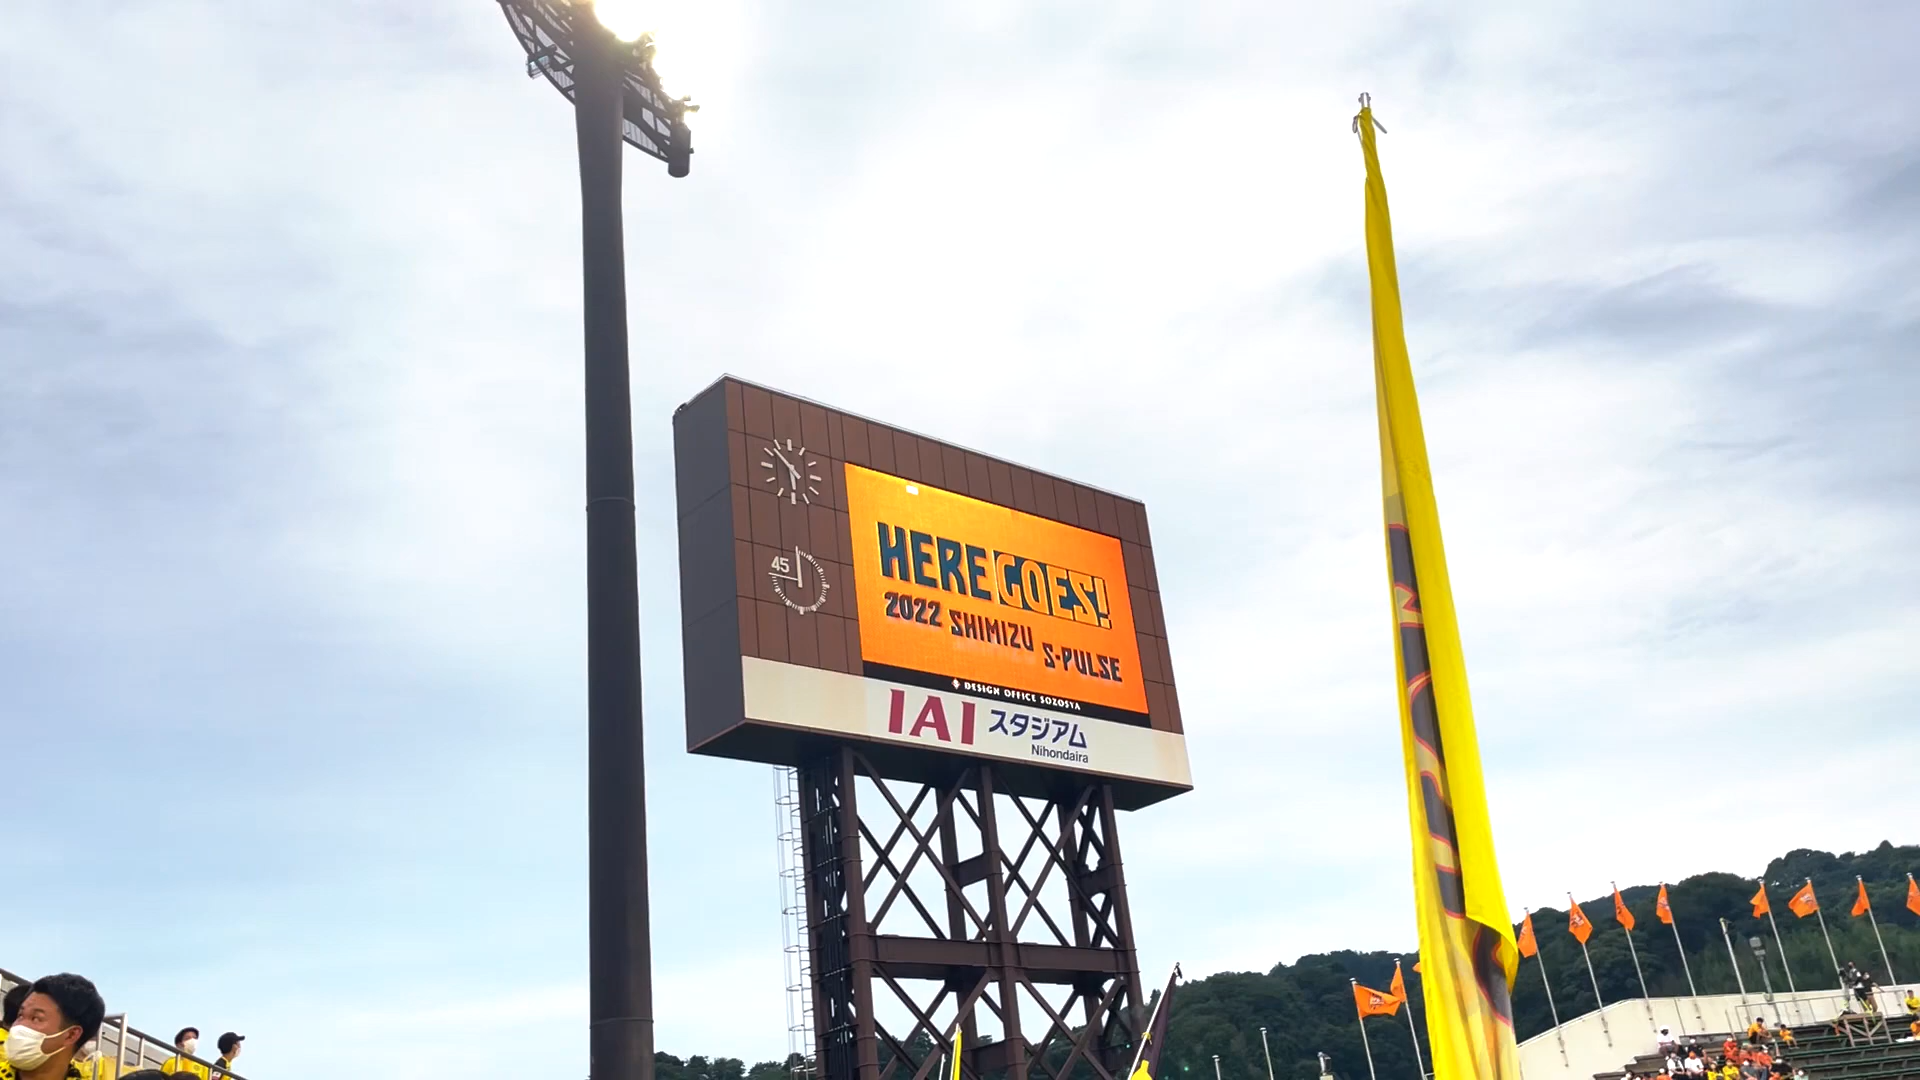 45
HERE GOES!
2022 SHIMIZU S-PULSE
DESIGN OFFICE SOZOSYA
IAI スタジアム
Nihondaira